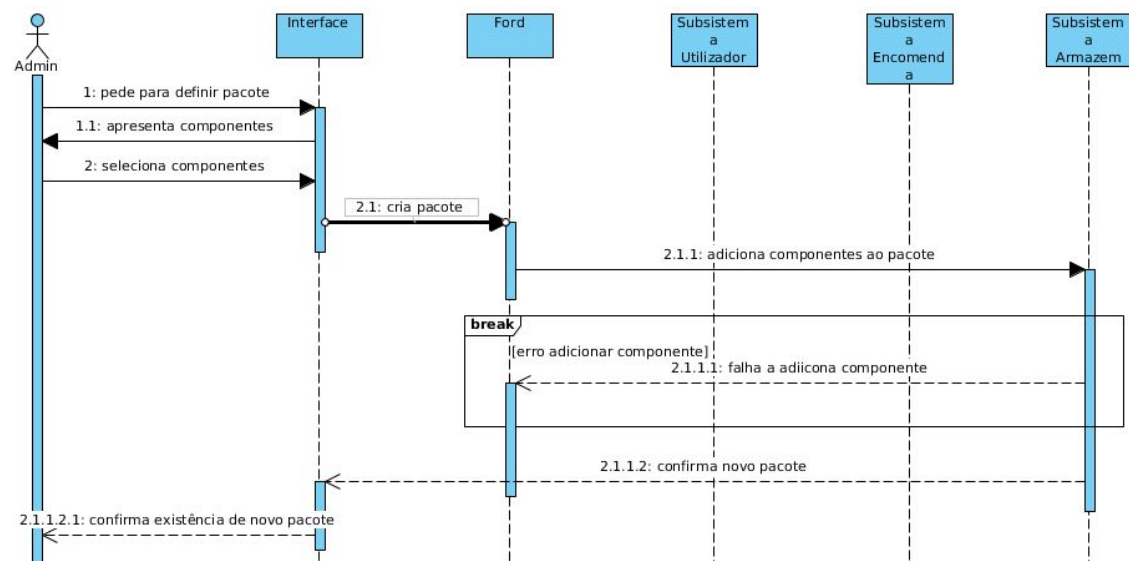 Admin
Interface
Ford
Subsistem
a
Utilizador
Subsistem
a
Encomend
a
Subsistem
a
Armazem
1: pede para definir pacote
1.1: apresenta componentes
2: seleciona componentes
2.1: cria pacote
2.1.1: adiciona componentes ao pacote
break
[erro adicionar componente]
2.1.1.1: falha a adiicona componente
2.1.1.2: confirma novo pacote
2.1.1.2.1: confirma existência de novo pacote